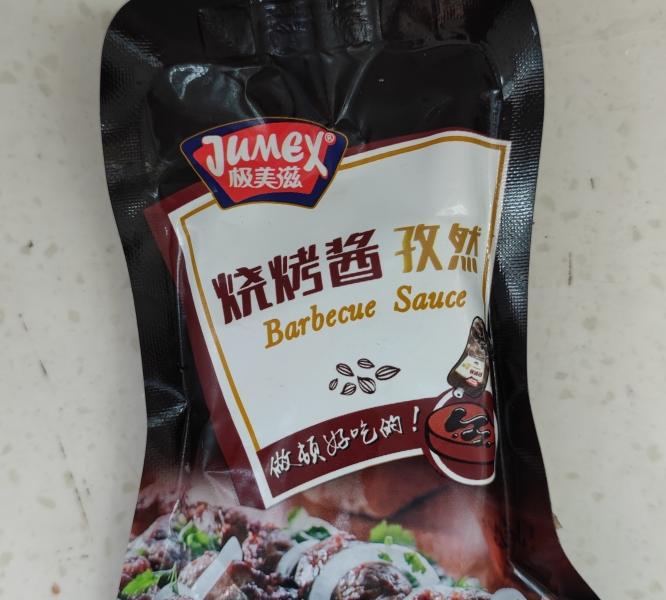 JUMEX®
极美滋
烧烤酱 孜然
Barbecue Sauce
做顿好吃的！